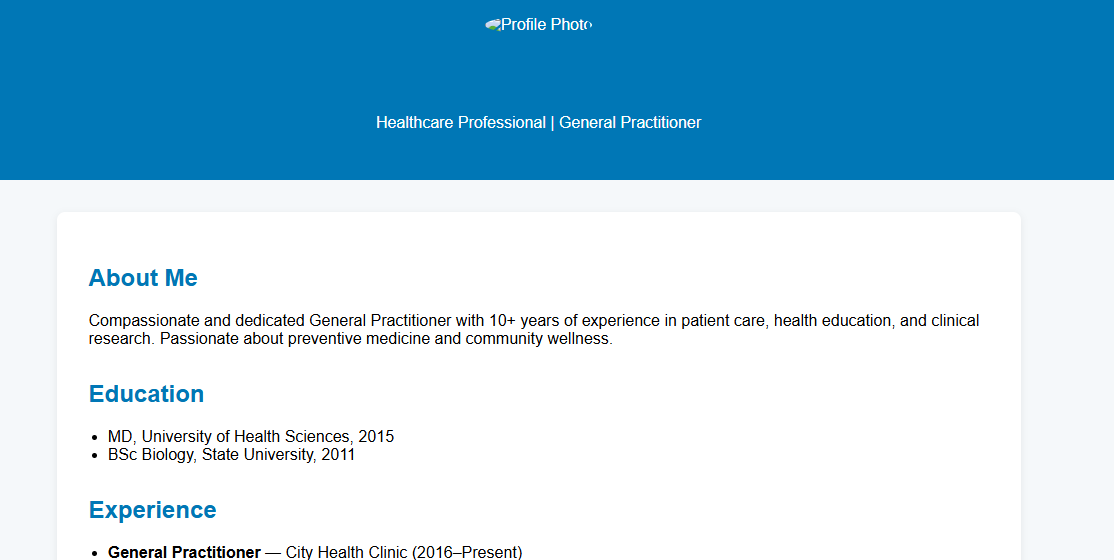 Profile Photo
Healthcare Professional | General Practitioner
About Me
Compassionate and dedicated General Practitioner with 10+ years of experience in patient care, health education, and clinical
research. Passionate about preventive medicine and community wellness.
Education
• MD, University of Health Sciences, 2015
• BSc Biology, State University, 2011
Experience
• General Practitioner — City Health Clinic (2016–Present)